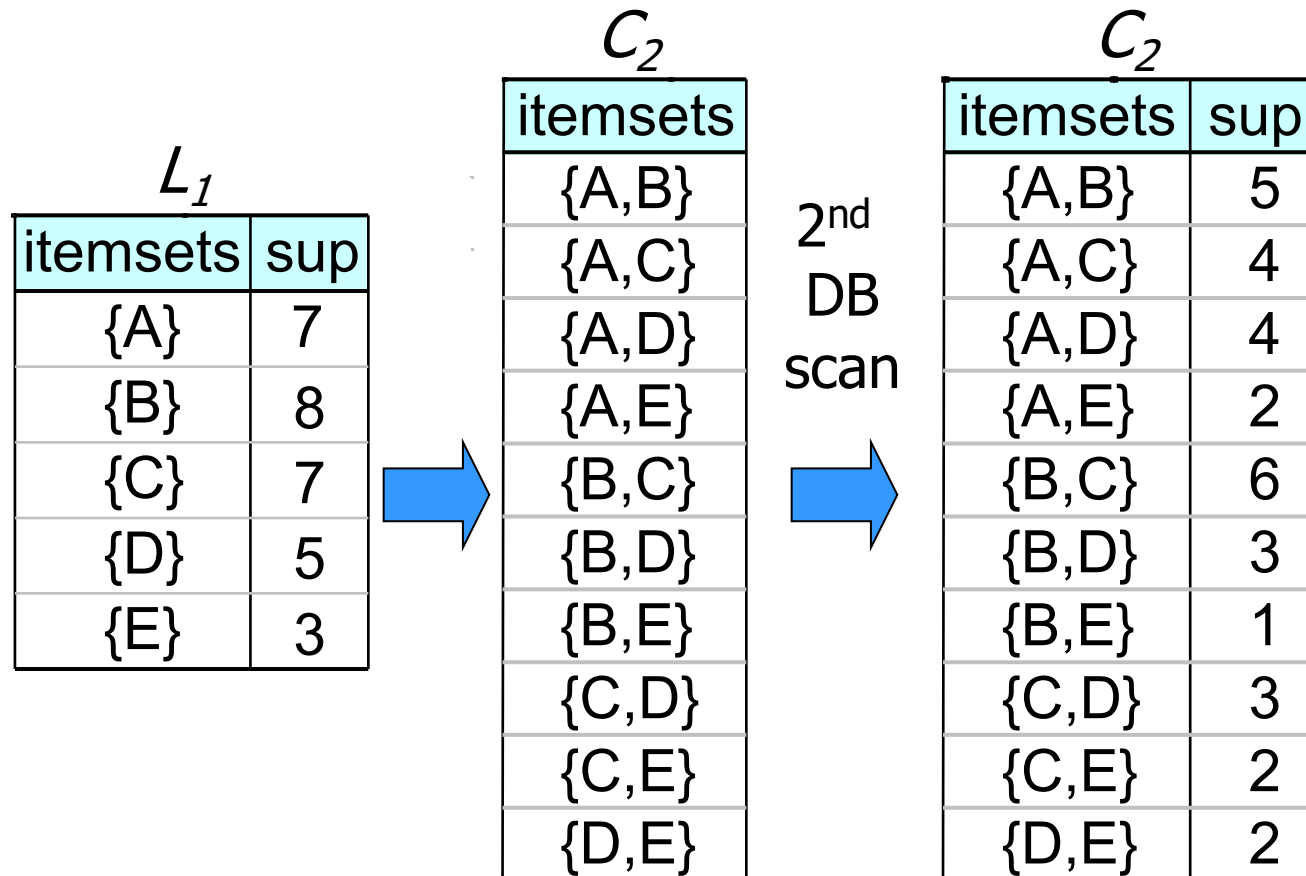 L1
itemsets sup
{A} 7
{B} 8
{C} 7
{D} 5
{E} 3
C2
itemsets
{A,B}
{A,C}
{A,D}
{A,E}
{B,C}
{B,D}
{B,E}
{C,D}
{C,E}
{D,E}
2nd
DB
scan
C2
itemsets sup
{A,B} 5
{A,C} 4
{A,D} 4
{A,E} 2
{B,C} 6
{B,D} 3
{B,E} 1
{C,D} 3
{C,E} 2
{D,E} 2